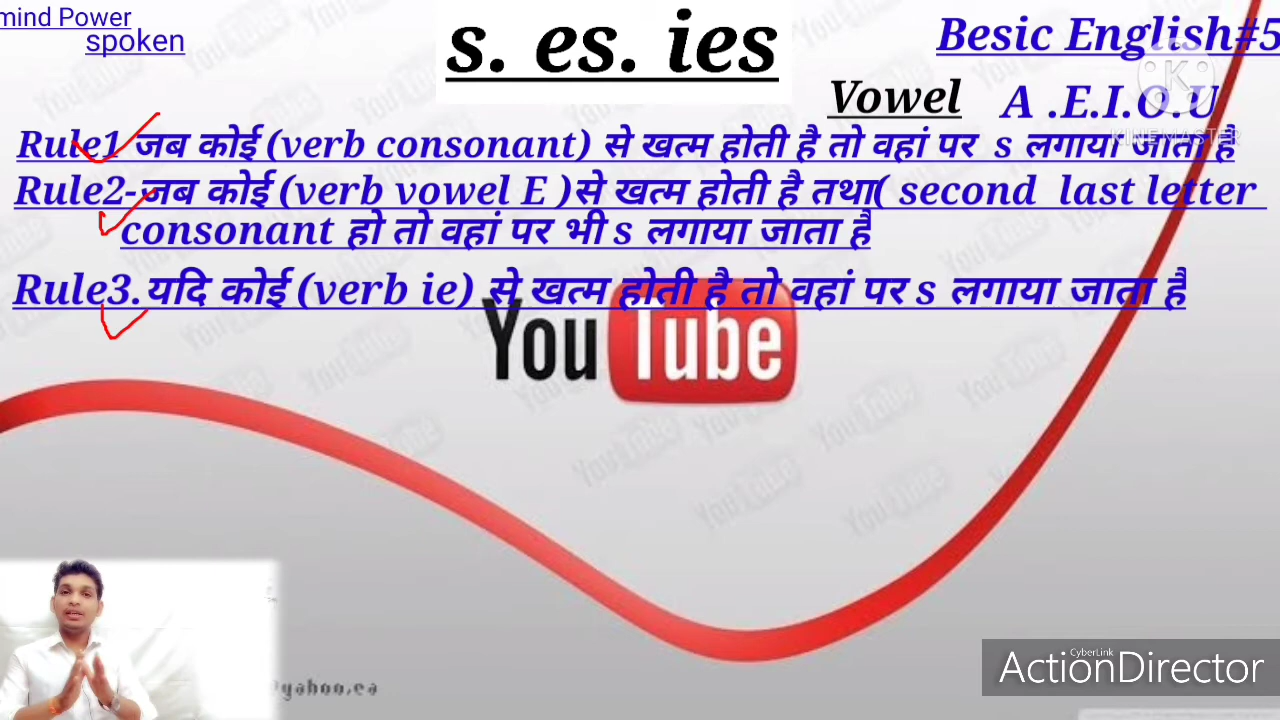 mind Power
spoken
s. es. ies
Besic English#5
Vowel A .E.I.O.U
KINEMASTER
Rule1 जब कोई (verb consonant) से खत्म होती है तो वहां पर s लगाया जाता है
Rule2-जब कोई (verb vowel E )से खत्म होती है तथा( second last letter
consonant हो तो वहां पर भी s लगाया जाता है
Rule3.यदि कोई (verb ie) से खत्म होती है तो वहां पर s लगाया जाता है
YouTube
CyberLink
ActionDirector